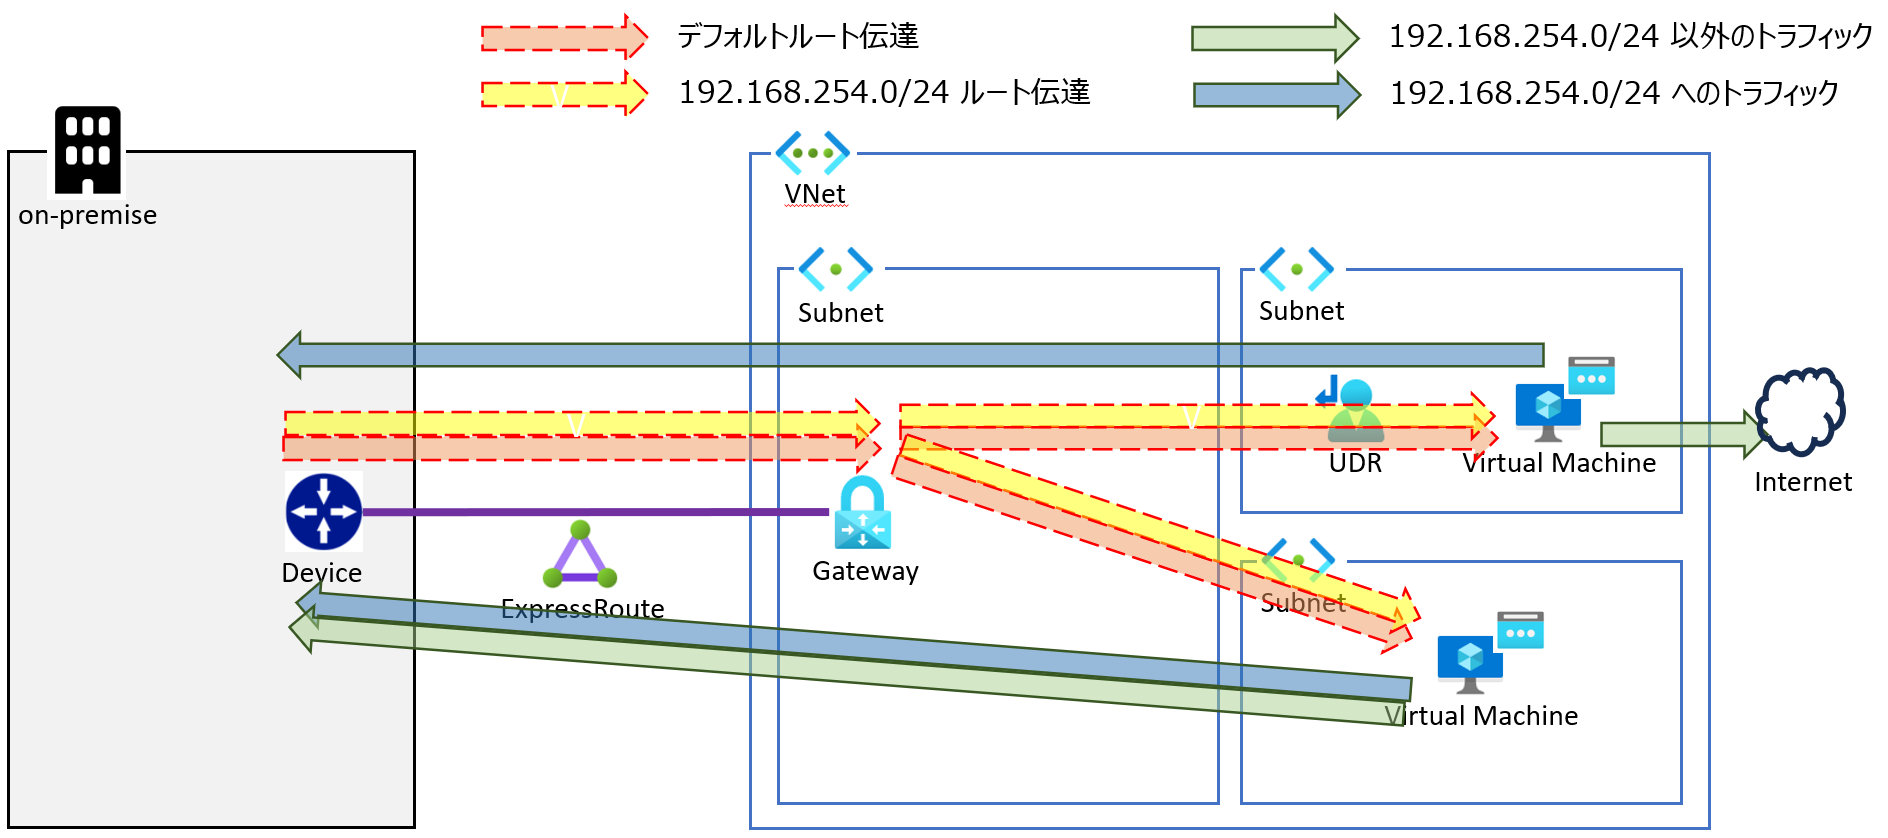 デフォルトルート伝達
192.168.254.0/24 以外のトラフィック
V
192.168.254.0/24 ルート伝達
192.168.254.0/24 へのトラフィック
on-premise
VNet
Subnet
Subnet
V
V
UDR
Virtual Machine
Internet
Device
Gateway
ExpressRoute
Subnet
Virtual Machine